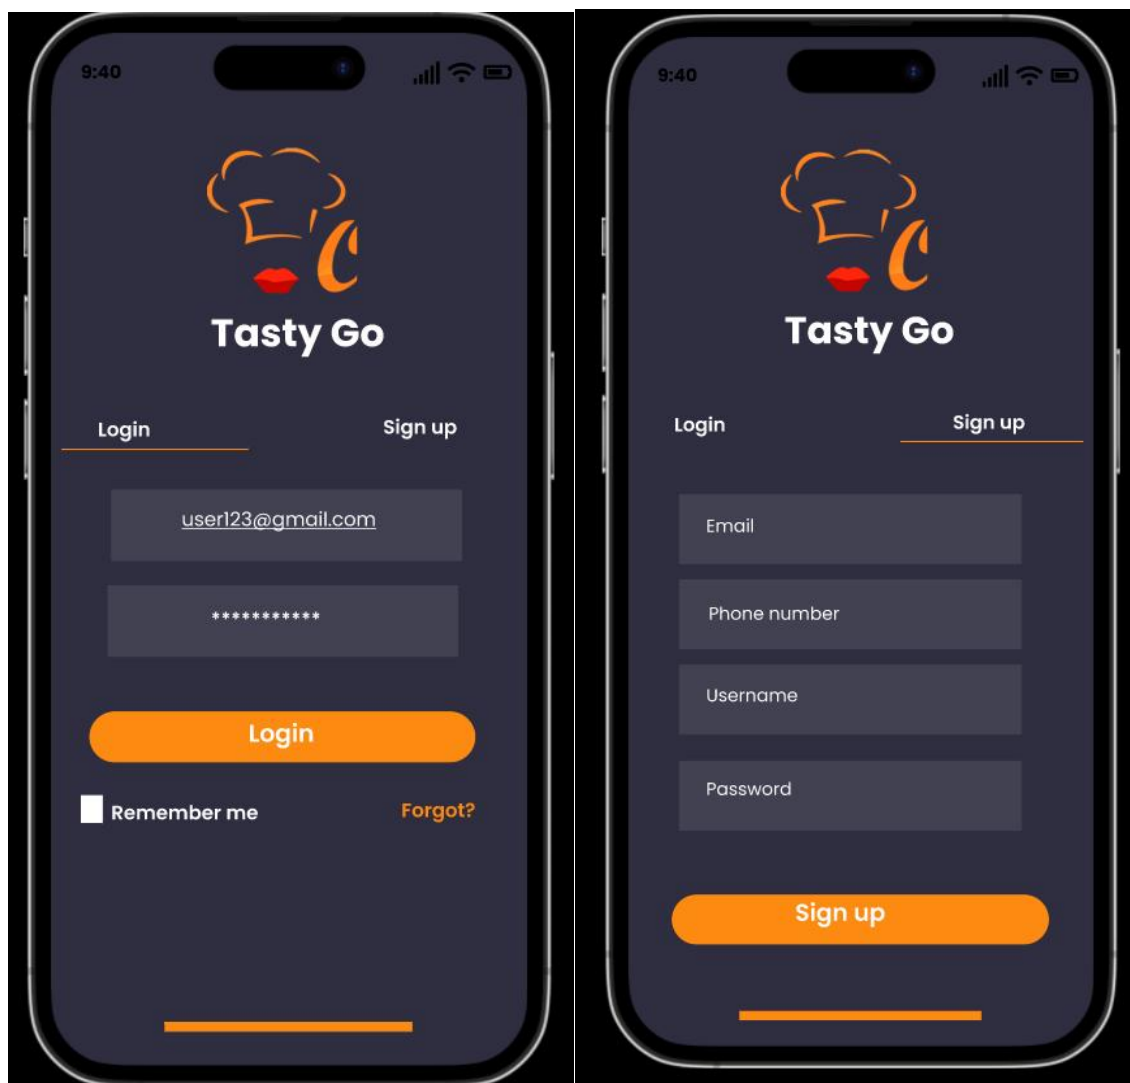 9:40
Tasty Go
Login Sign up
user123@gmail.com
***********
Login
Remember me Forgot?
9:40
Tasty Go
Login Sign up
Email
Phone number
Username
Password
Sign up